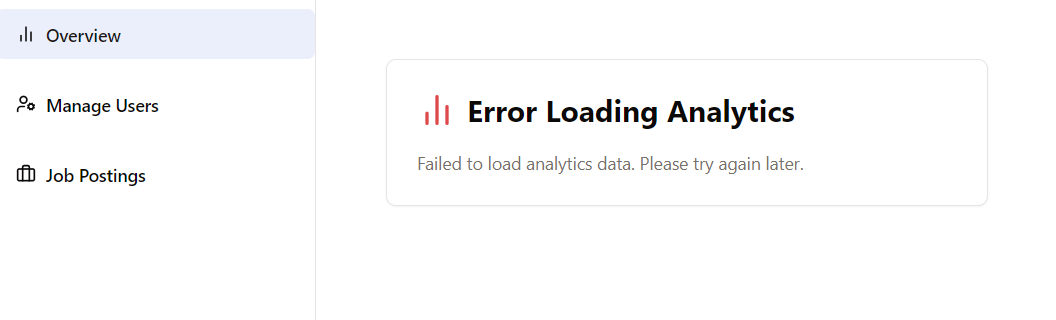 Overview
Manage Users
Job Postings
Error Loading Analytics
Failed to load analytics data. Please try again later.